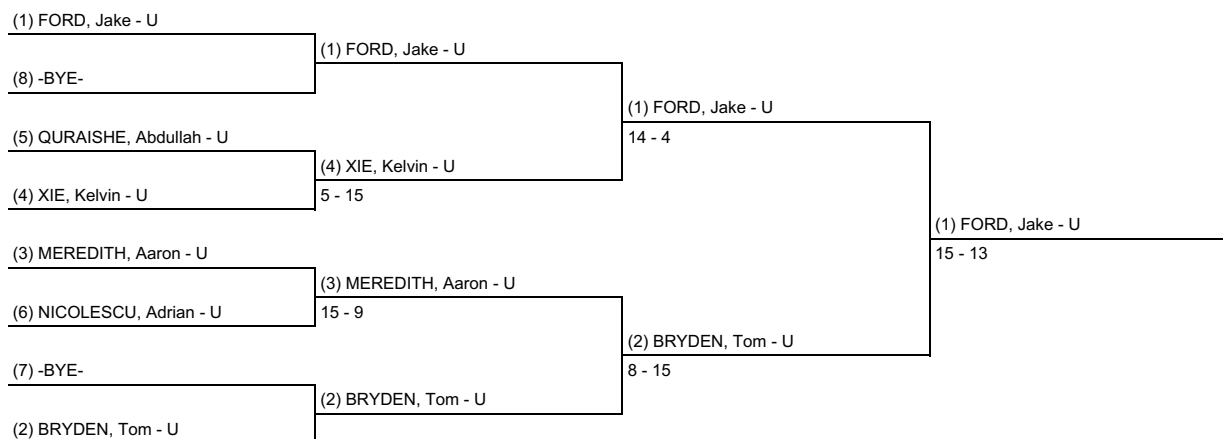 (1) FORD, Jake - U
(1) FORD, Jake - U
(8) -BYE-
(1) FORD, Jake - U
(5) QURAISHE, Abdullah - U
14 - 4
(4) XIE, Kelvin - U
(4) XIE, Kelvin - U
5 - 15
(1) FORD, Jake - U
(3) MEREDITH, Aaron - U
15 - 13
(3) MEREDITH, Aaron - U
(6) NICOLESCU, Adrian - U
15 - 9
(2) BRYDEN, Tom - U
(7) -BYE-
8 - 15
(2) BRYDEN, Tom - U
(2) BRYDEN, Tom - U